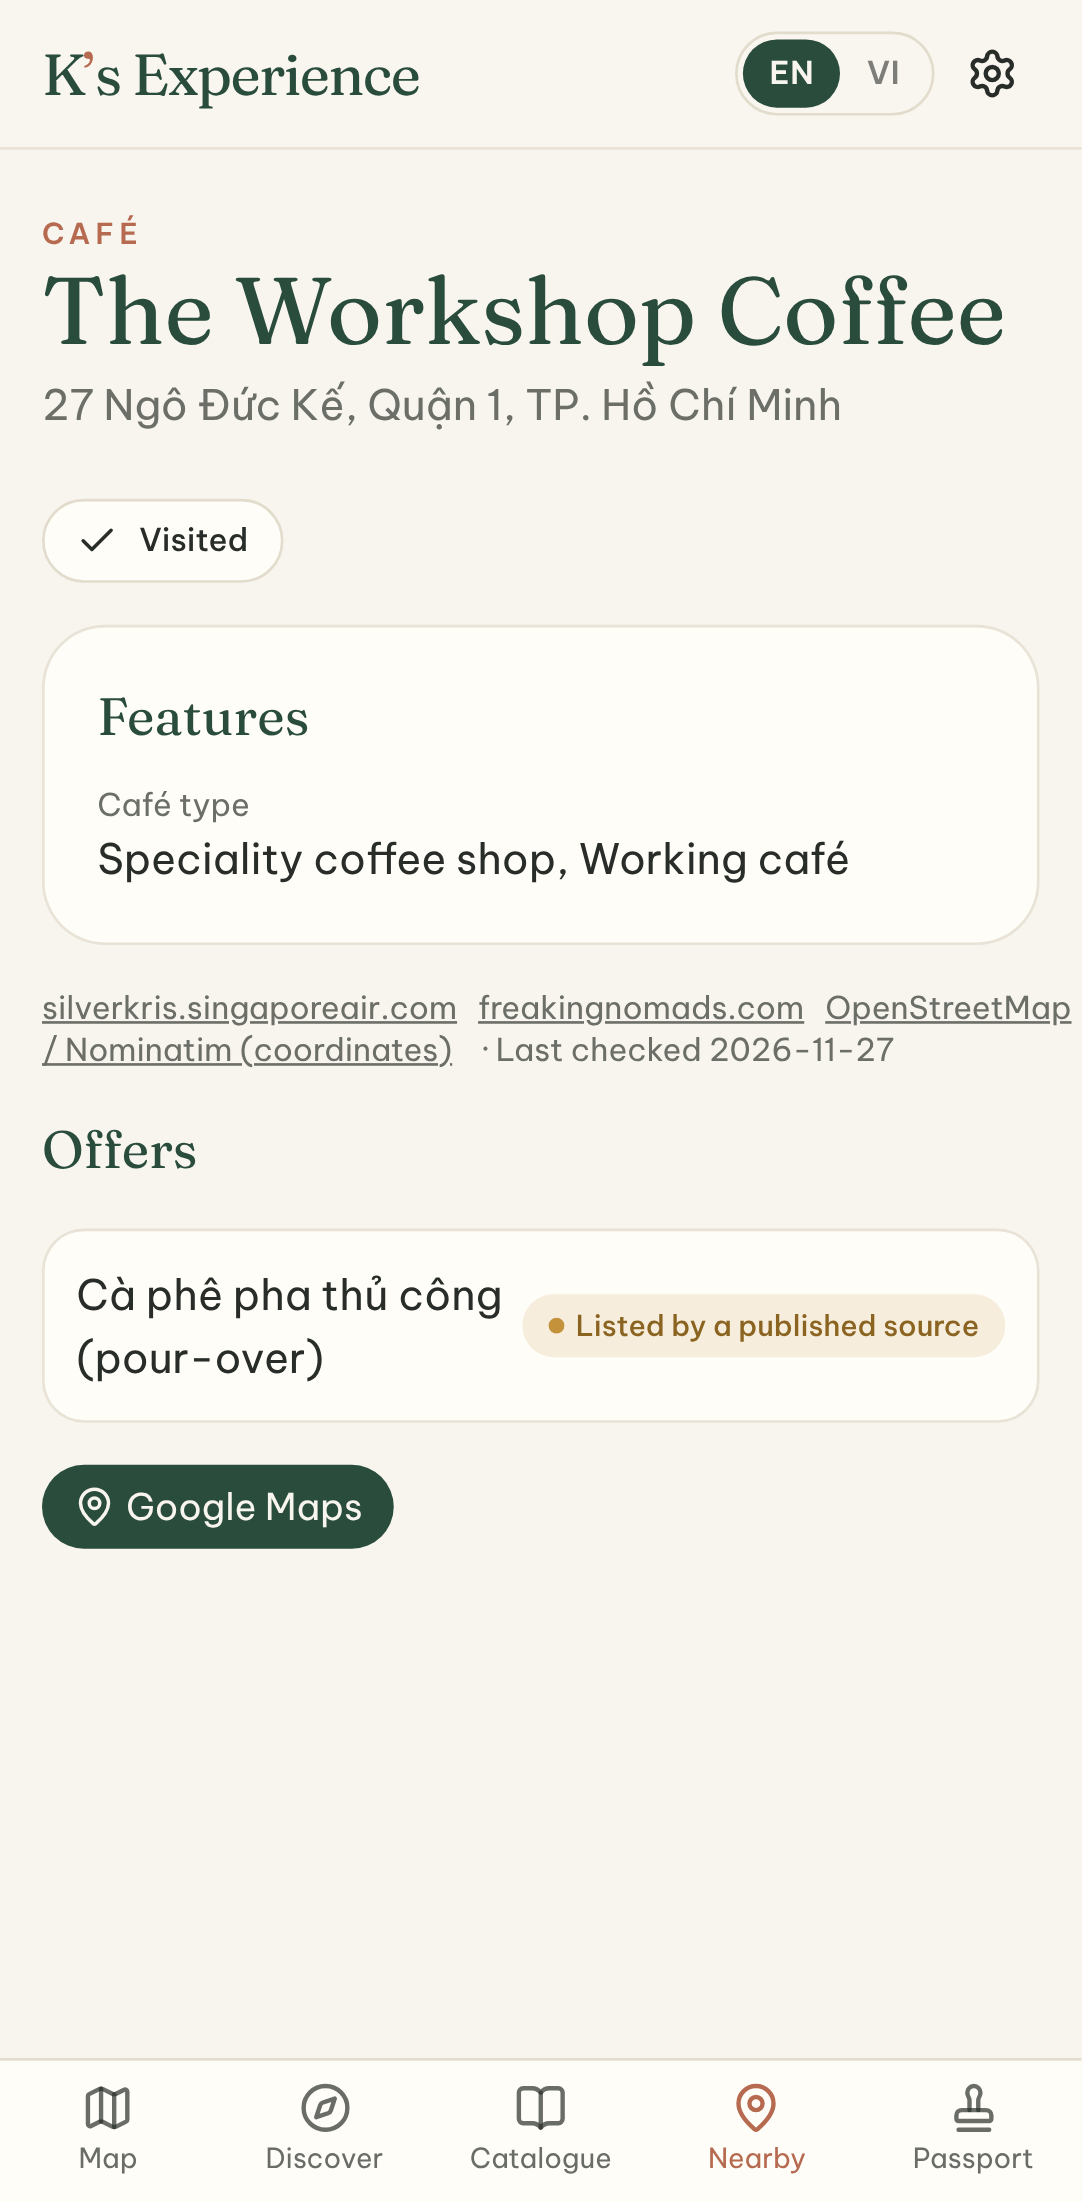 K's Experience
EN VI
CAFÉ
The Workshop Coffee
27 Ngô Đức Kế, Quận 1, TP. Hồ Chí Minh
Visited
Features
Café type
Speciality coffee shop, Working café
silverkris.singaporeair.com freakingnomads.com OpenStreetMap
/ Nominatim (coordinates) · Last checked 2026-11-27
Offers
Cà phê pha thủ công
(pour-over)
Listed by a published source
Google Maps
Map Discover Catalogue Nearby Passport